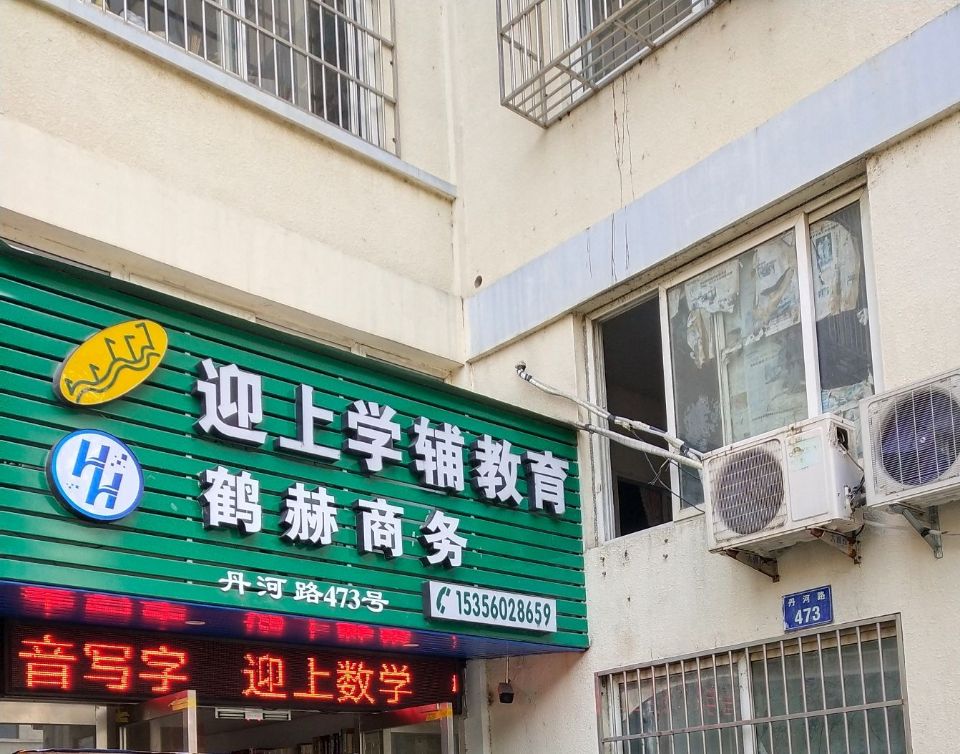 迎上学辅教育
HH
鹤赫商务
丹河路473号
15356028659
音写字 迎上数学
丹河路
473